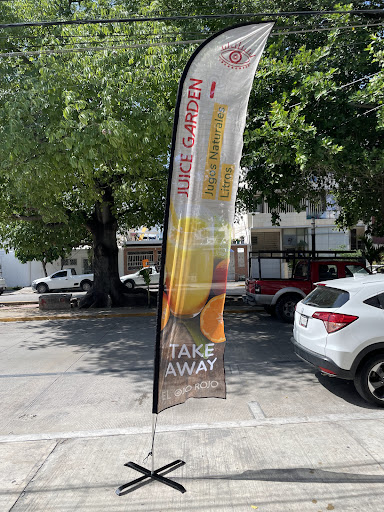 JUICE GARDEN
Jugos Naturales
Litros
TAKE
AWAY
EL OJO ROJO